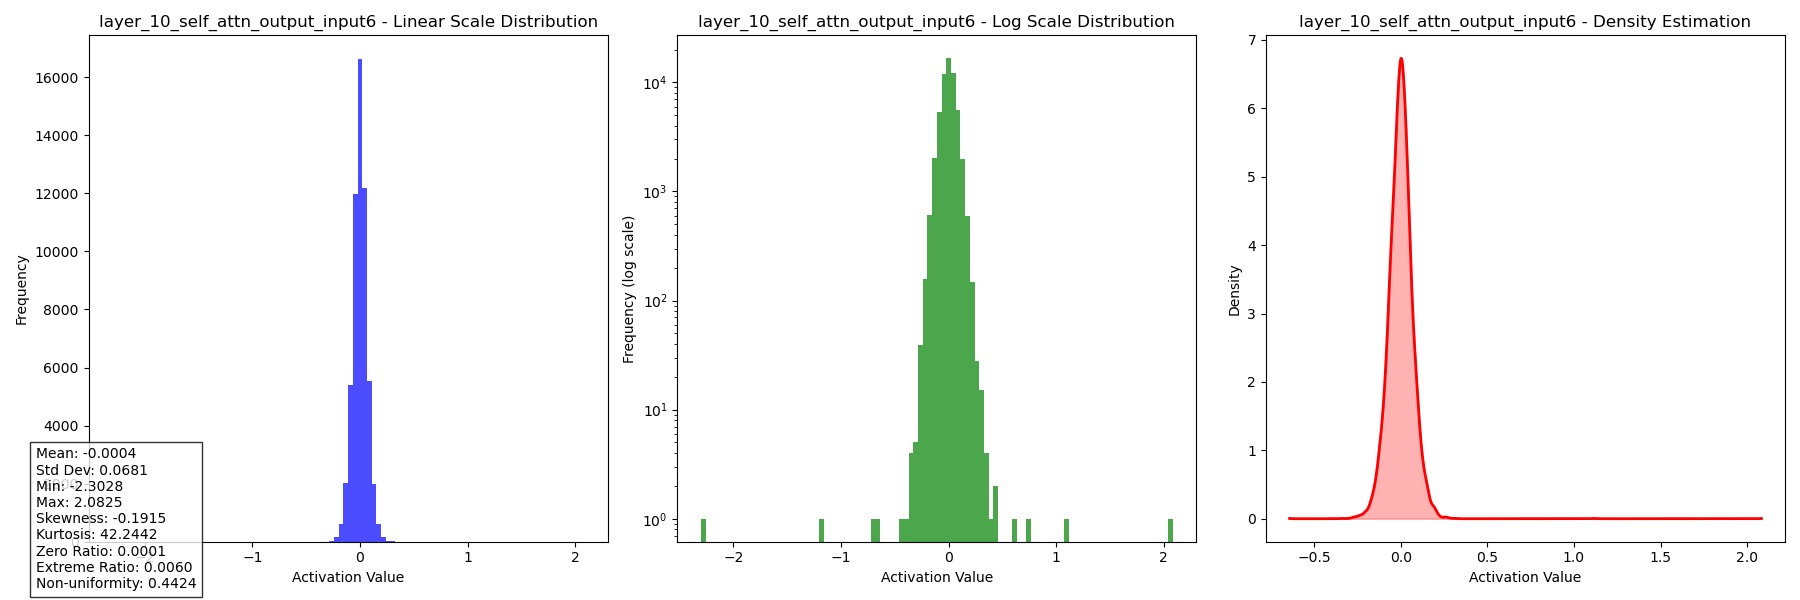 layer_10_self_attn_output_input6 - Linear Scale Distribution
16000
14000
12000
10000
8000
6000
4000
Frequency
−1
0
1
2
Activation Value
Mean: -0.0004
Std Dev: 0.0681
Min: -2.3028
Max: 2.0825
Skewness: -0.1915
Kurtosis: 42.2442
Zero Ratio: 0.0001
Extreme Ratio: 0.0060
Non-uniformity: 0.4424
layer_10_self_attn_output_input6 - Log Scale Distribution
10⁴
10³
10²
10¹
10⁰
Frequency (log scale)
−2
−1
0
1
2
Activation Value
layer_10_self_attn_output_input6 - Density Estimation
7
6
5
4
3
2
1
0
Density
−0.5
0.0
0.5
1.0
1.5
2.0
Activation Value